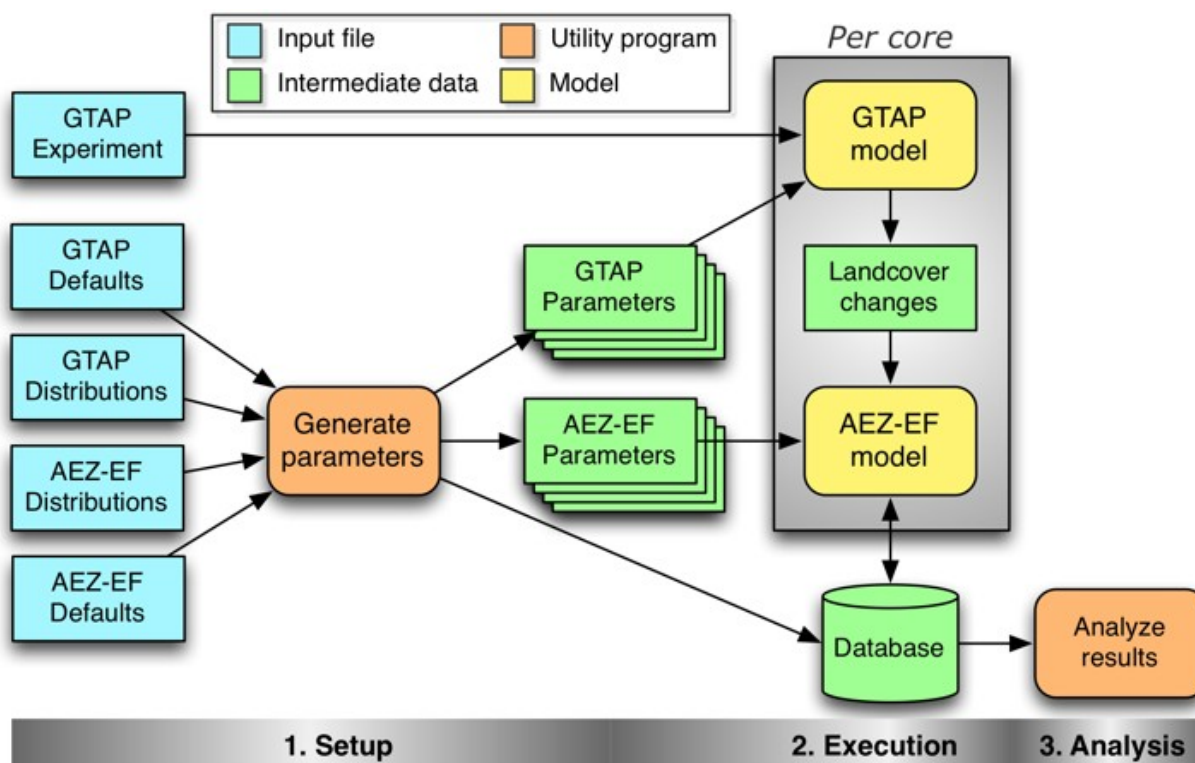 Input file
Utility program
Intermediate data
Model
Per core
GTAP
Experiment
GTAP
model
GTAP
Defaults
GTAP
Parameters
Landcover
changes
GTAP
Distributions
Generate
parameters
AEZ-EF
Parameters
AEZ-EF
model
AEZ-EF
Distributions
AEZ-EF
Defaults
Database
Analyze
results
1. Setup
2. Execution
3. Analysis